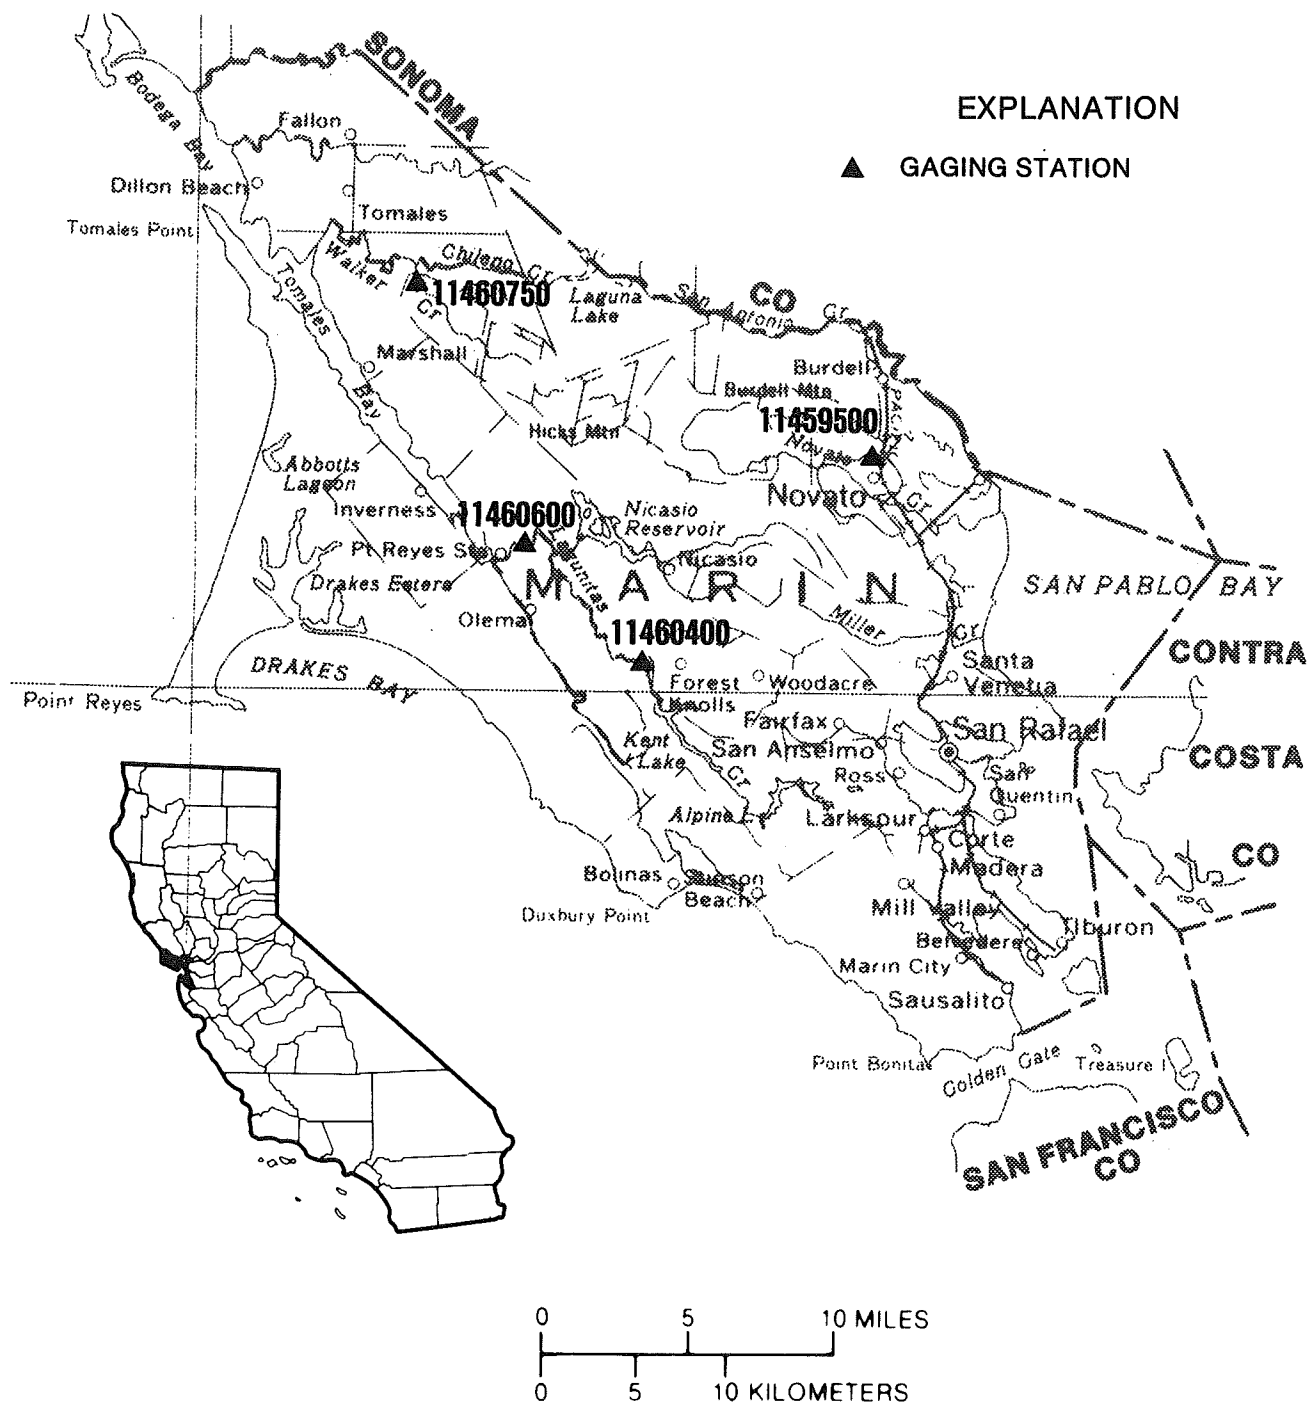 SONOMA
EXPLANATION
GAGING STATION
Bodega Bay
Fallon
Dillon Beach
Tomales
Tomales Point
Walker
Chileno Cr
11460750
Cr
Laguna
Lake
CO
San Antonio Cr
Tomales Bay
Marshall
Burdell
Burdell Mtn
PAC
11459500
Hicks Mtn
Novato
Cr
Novato
Abbotts
Lagoon
Inverness
11460600
Nicasio
Reservoir
Pt Reyes Sta
Nicasio
Lagunitas
Drakes Estero
MARIN
SAN PABLO BAY
Olema
11460400
Miller
Cr
CONTRA
Santa
Venetia
DRAKES BAY
Forest
Knolls
Woodacre
Point Reyes
Fairfax
San Rafael
San Anselmo
Kent
Lake
COSTA
Ross
San
Quentin
Cr
Alpine L
Larkspur
Corte
Madera
CO
Bolinas
Stinson
Beach
Mill Valley
Duxbury Point
Tiburon
Belvedere
Marin City
Sausalito
Point Bonita
Golden Gate
Treasure I
SAN FRANCISCO
CO
0 5 10 MILES
0 5 10 KILOMETERS